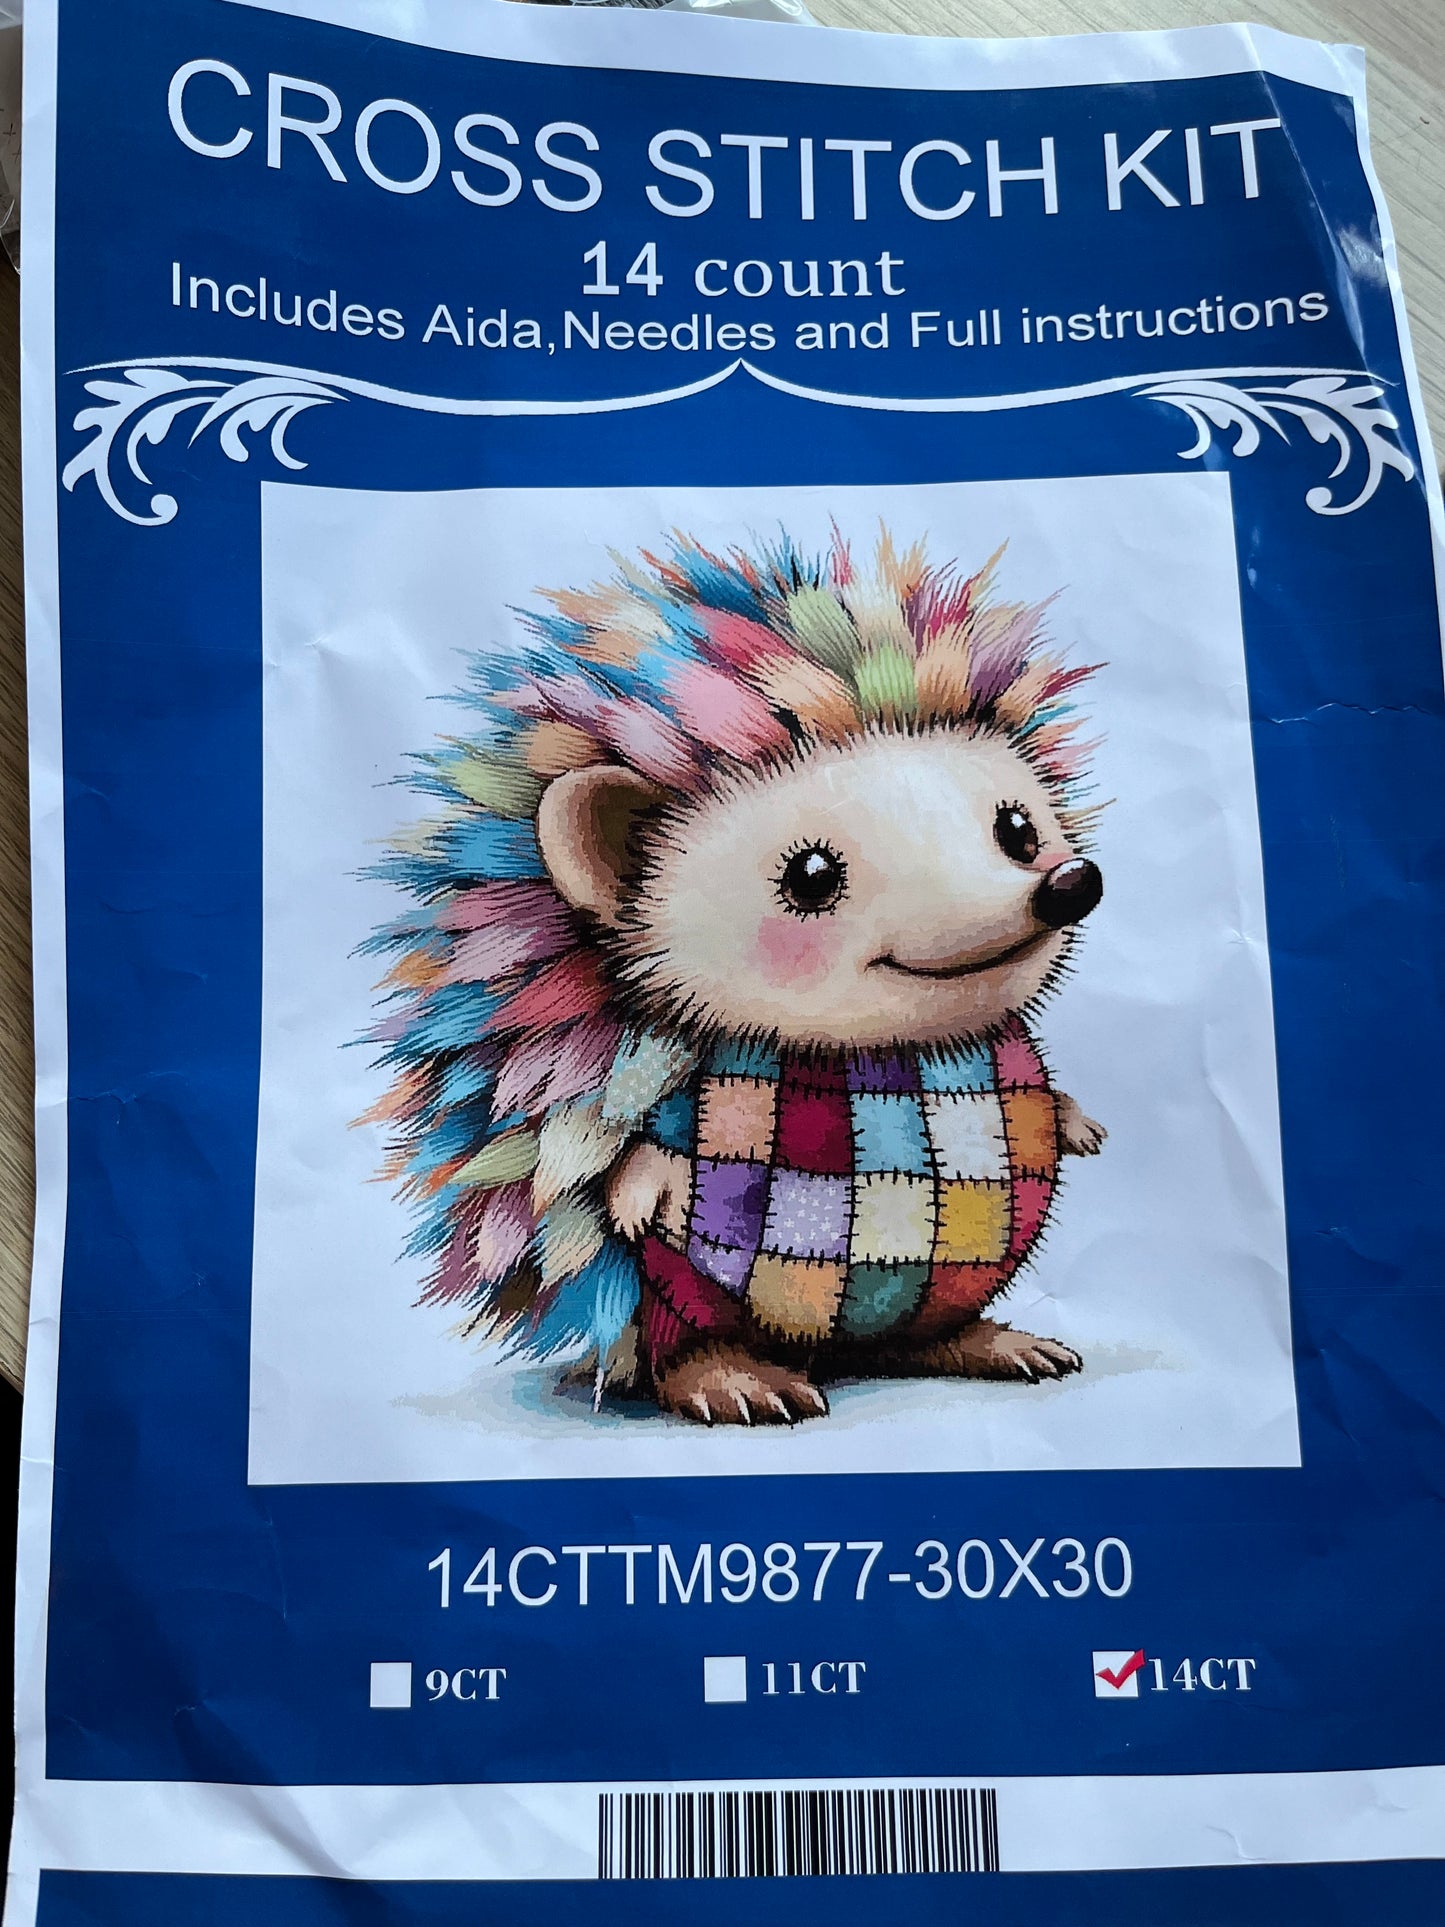 CROSS STITCH KIT
14 count
Includes Aida,Needles and Full instructions
14CTTM9877-30X30
9CT 11CT 14CT